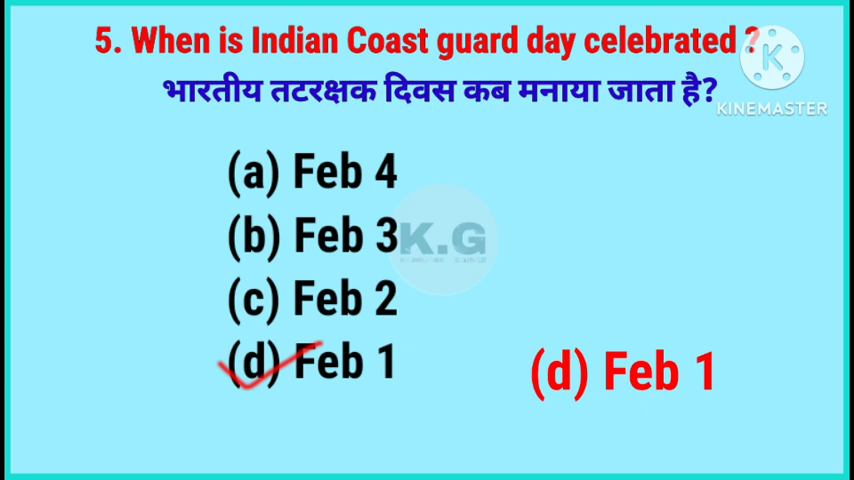 5. When is Indian Coast guard day celebrated ?
भारतीय तटरक्षक दिवस कब मनाया जाता है?
K
KINEMASTER
(a) Feb 4
(b) Feb 3
K.G
(c) Feb 2
(d) Feb 1
(d) Feb 1